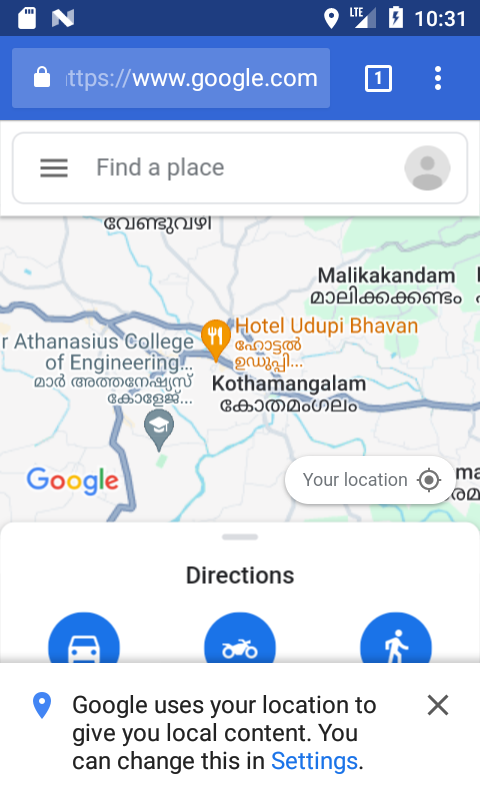 LTE 10:31
ttps://www.google.com
1
Find a place
വേണ്ടുവഴി
Malikakandam
മാലിക്കക്കണ്ടം
Hotel Udupi Bhavan
ഹോട്ടൽ
ഉഡുപ്പി...
r Athanasius College
of Engineering...
മാർ അത്തനേഷ്യസ്
കോളേജ്...
Kothamangalam
കോതമംഗലം
Google
Your location
Directions
Google uses your location to
give you local content. You
can change this in Settings.